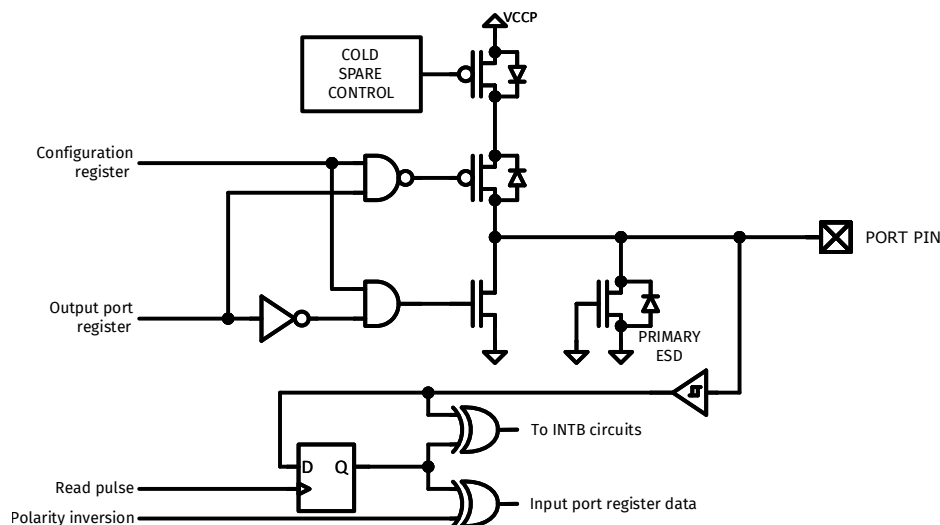 VCCP
COLD
SPARE
CONTROL
Configuration
register
PORT PIN
Output port
register
PRIMARY
ESD
To INTB circuits
D Q
Read pulse
Input port register data
Polarity inversion